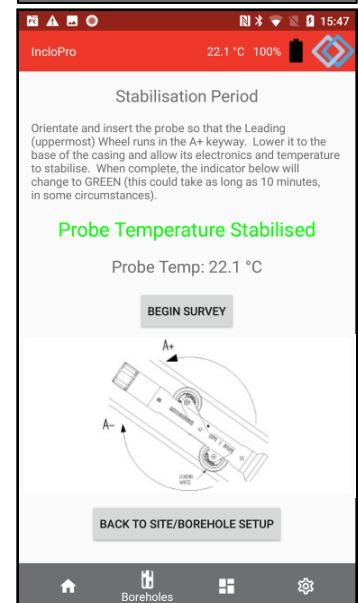 15:47
IncloPro 22.1 °C 100%
Stabilisation Period
Orientate and insert the probe so that the Leading
(uppermost) Wheel runs in the A+ keyway. Lower it to the
base of the casing and allow its electronics and temperature
to stabilise. When complete, the indicator below will
change to GREEN (this could take as long as 10 minutes,
in some circumstances).
Probe Temperature Stabilised
Probe Temp: 22.1 °C
BEGIN SURVEY
A+
A-
LEADING
WHEEL
BACK TO SITE/BOREHOLE SETUP
Boreholes